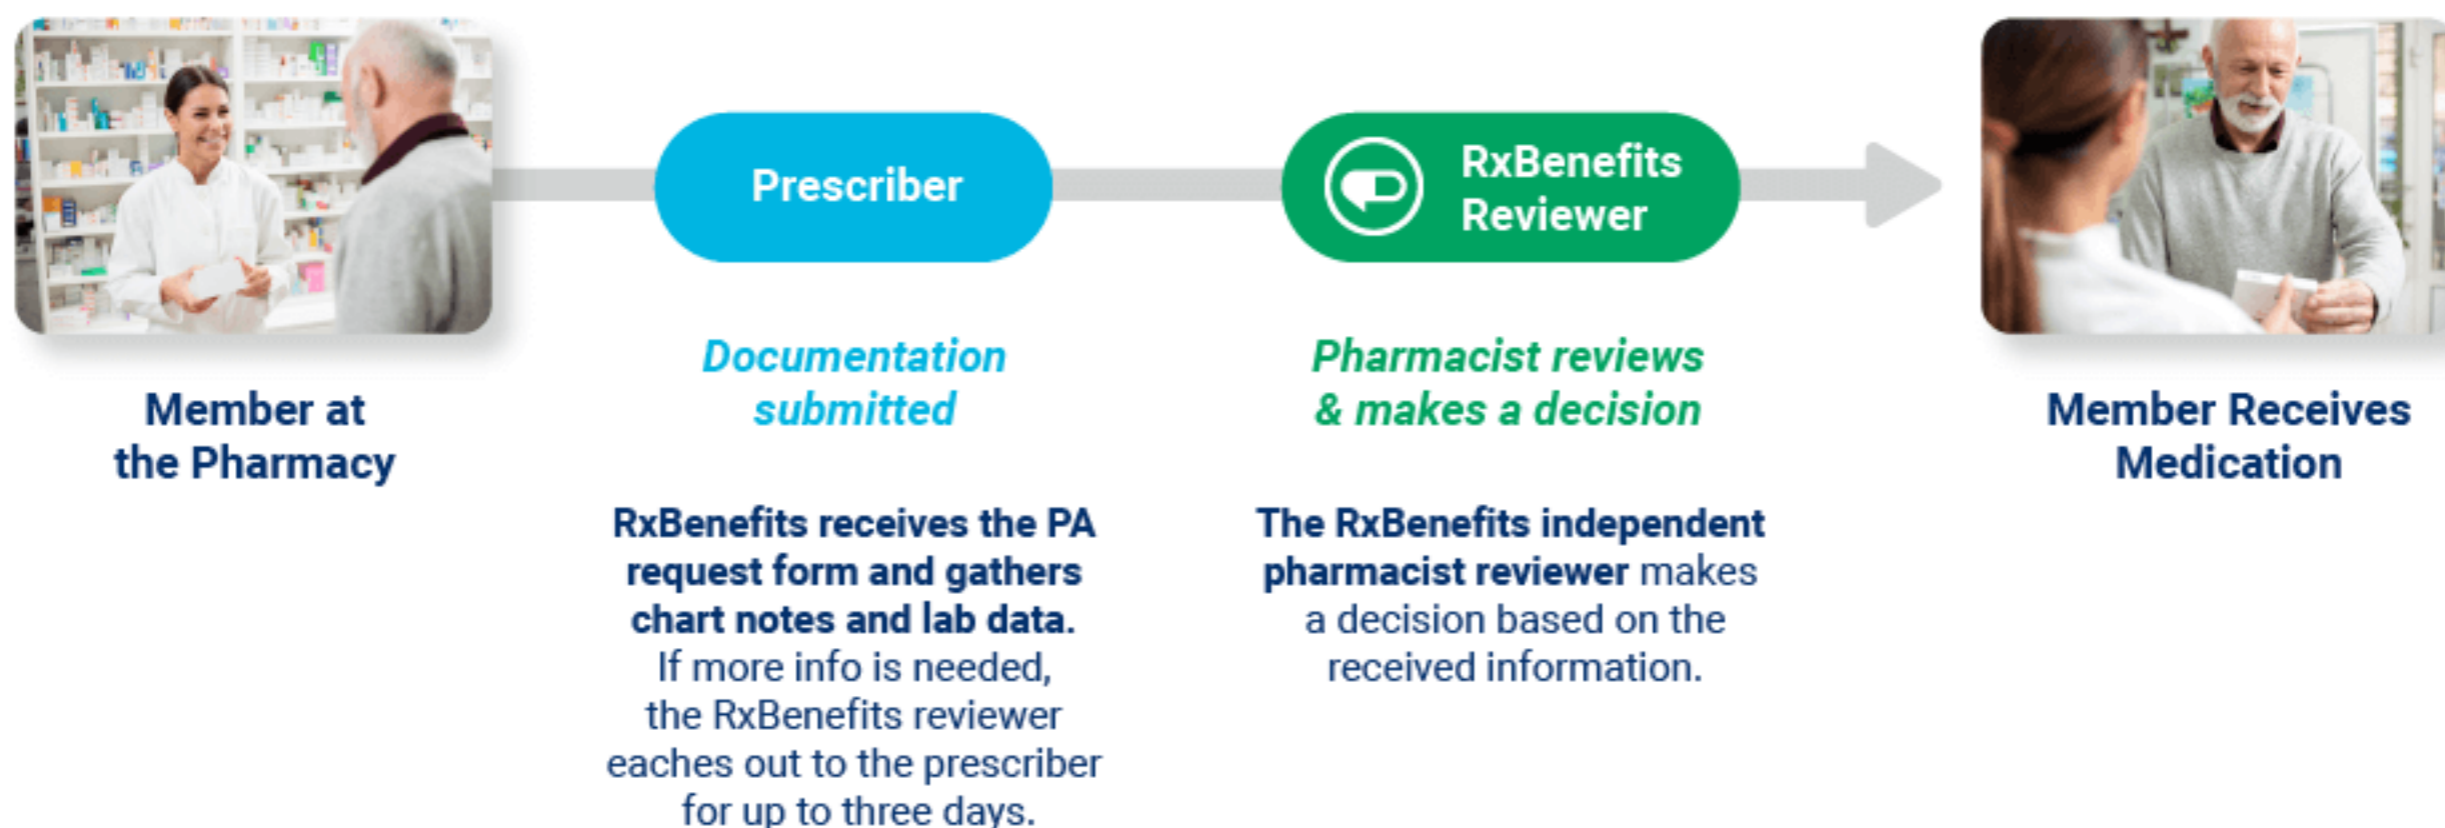 Member at
the Pharmacy
Prescriber
Documentation
submitted
RxBenefits receives the PA
request form and gathers
chart notes and lab data.
If more info is needed,
the RxBenefits reviewer
eaches out to the prescriber
for up to three days.
RxBenefits
Reviewer
Pharmacist reviews
& makes a decision
The RxBenefits independent
pharmacist reviewer makes
a decision based on the
received information.
Member Receives
Medication